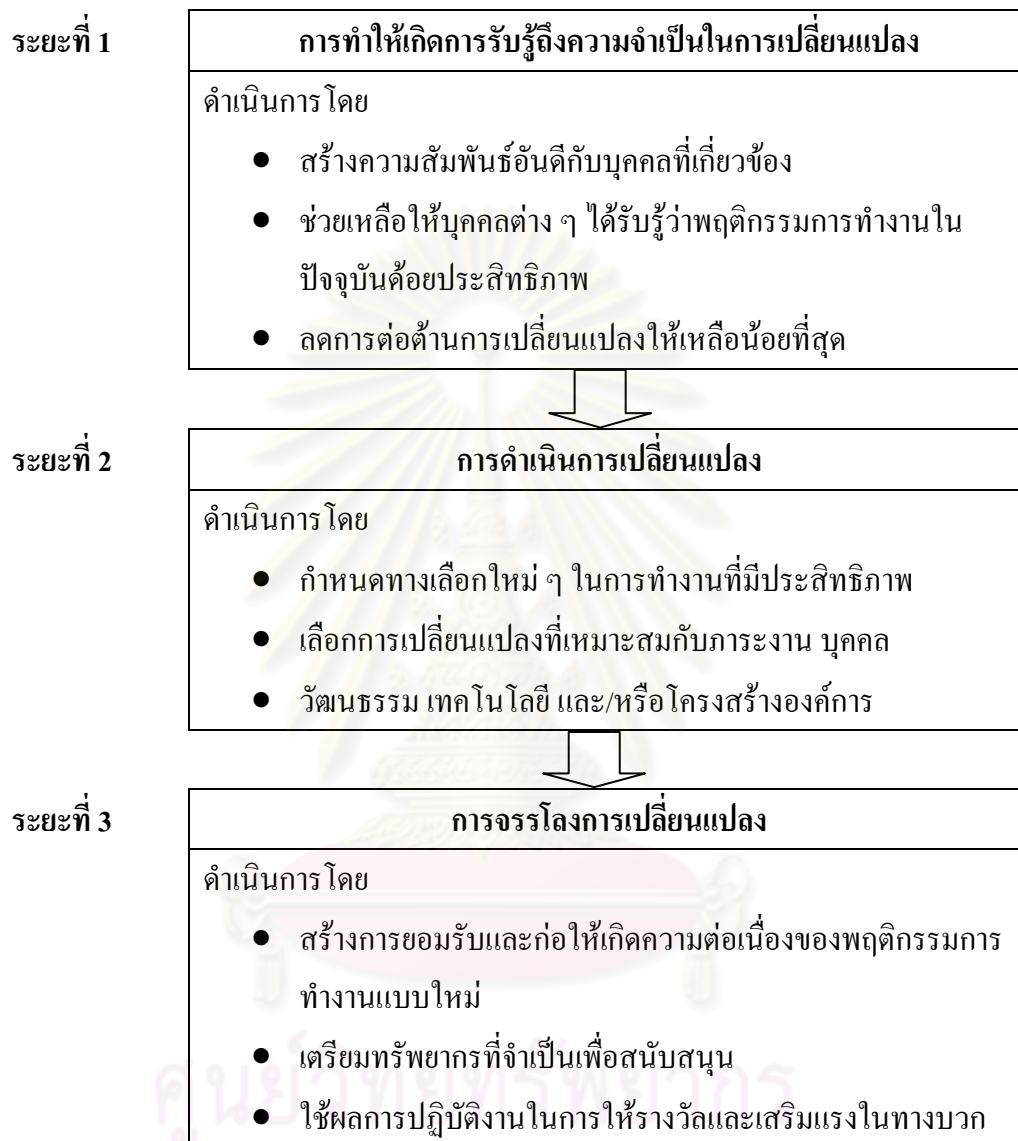 ระยะที่ 1 การทำให้เกิดการรับรู้ถึงความจำเป็นในการเปลี่ยนแปลง
ดำเนินการโดย
● สร้างความสัมพันธ์อันดีกับบุคคลที่เกี่ยวข้อง
● ช่วยเหลือให้บุคคลต่าง ๆ ได้รับรู้ว่าพฤติกรรมการทำงานใน
ปัจจุบันด้อยประสิทธิภาพ
● ลดการต่อต้านการเปลี่ยนแปลงให้เหลือน้อยที่สุด
ระยะที่ 2 การดำเนินการเปลี่ยนแปลง
ดำเนินการโดย
● กำหนดทางเลือกใหม่ ๆ ในการทำงานที่มีประสิทธิภาพ
● เลือกการเปลี่ยนแปลงที่เหมาะสมกับภาระงาน บุคคล
● วัฒนธรรม เทคโนโลยี และ/หรือโครงสร้างองค์การ
ระยะที่ 3 การจรรโลงการเปลี่ยนแปลง
ดำเนินการโดย
● สร้างการยอมรับและก่อให้เกิดความต่อเนื่องของพฤติกรรมการ
ทำงานแบบใหม่
● เตรียมทรัพยากรที่จำเป็นเพื่อสนับสนุน
ศูนย์วิทยทรัพยากร
● ใช้ผลการปฏิบัติงานในการให้รางวัลและเสริมแรงในทางบวก